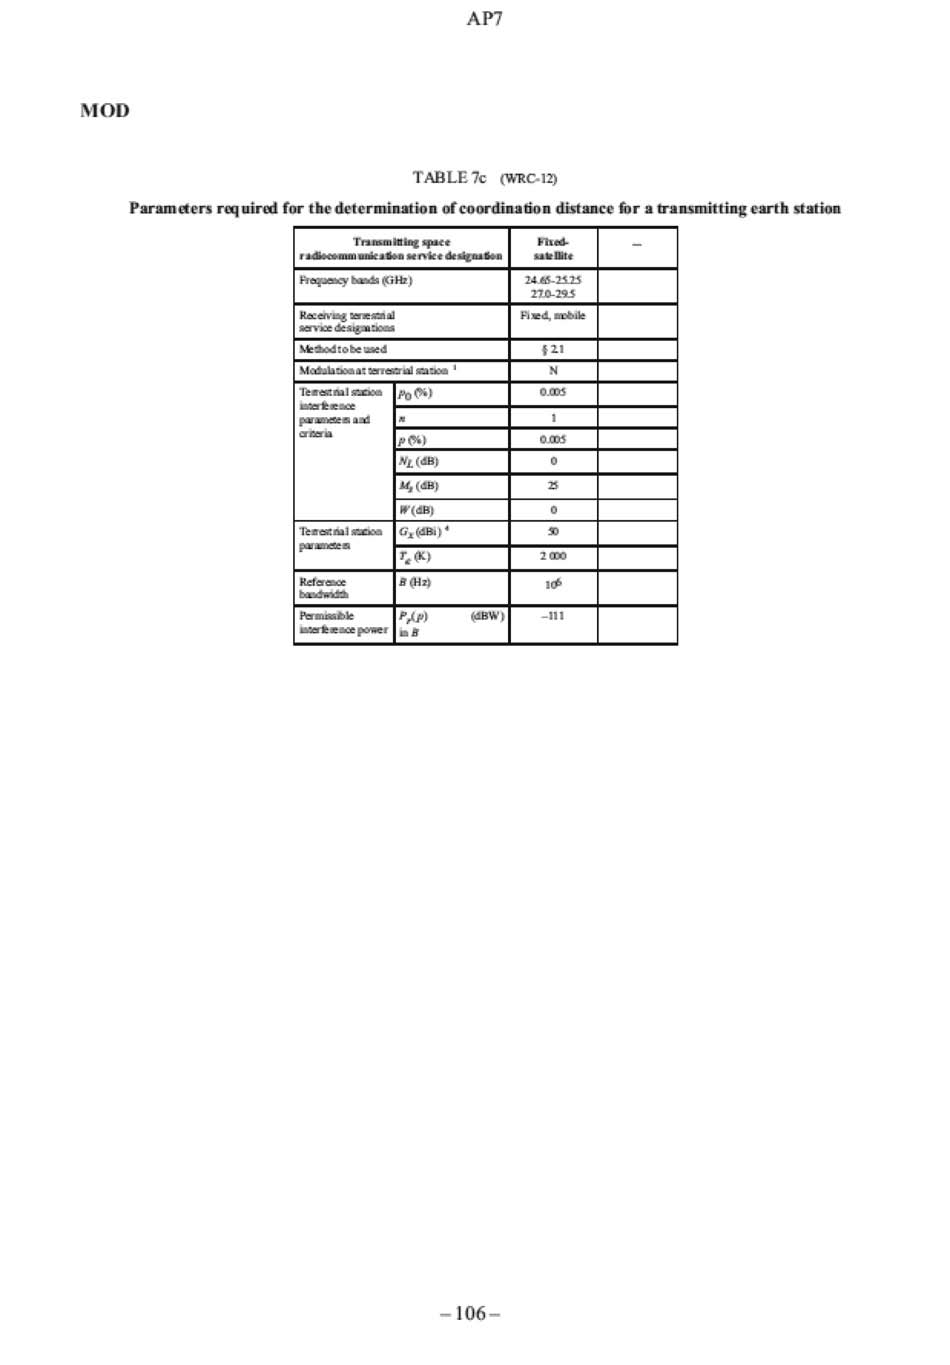 AP7
MOD
TABLE 7c (WRC-12)
Parameters required for the determination of coordination distance for a transmitting earth station
Transmitting space
radiocommunication service designation
Fixed-
satellite
...
Frequency bands (GHz)
24.65-25.25
27.0-29.5
Receiving terrestrial
service designations
Fixed, mobile
Method to be used
§ 2.1
Modulation at terrestrial station 1
N
Terrestrial station
interference
parameters and
criteria
p0 (%)
0.005
n
1
p (%)
0.005
NL (dB)
0
Ms (dB)
25
W (dB)
0
Terrestrial station
parameters
Gx (dBi) 4
50
Te (K)
2 000
Reference
bandwidth
B (Hz)
10⁶
Permissible
interference power
Pr(p) (dBW)
in B
–111
– 106 –